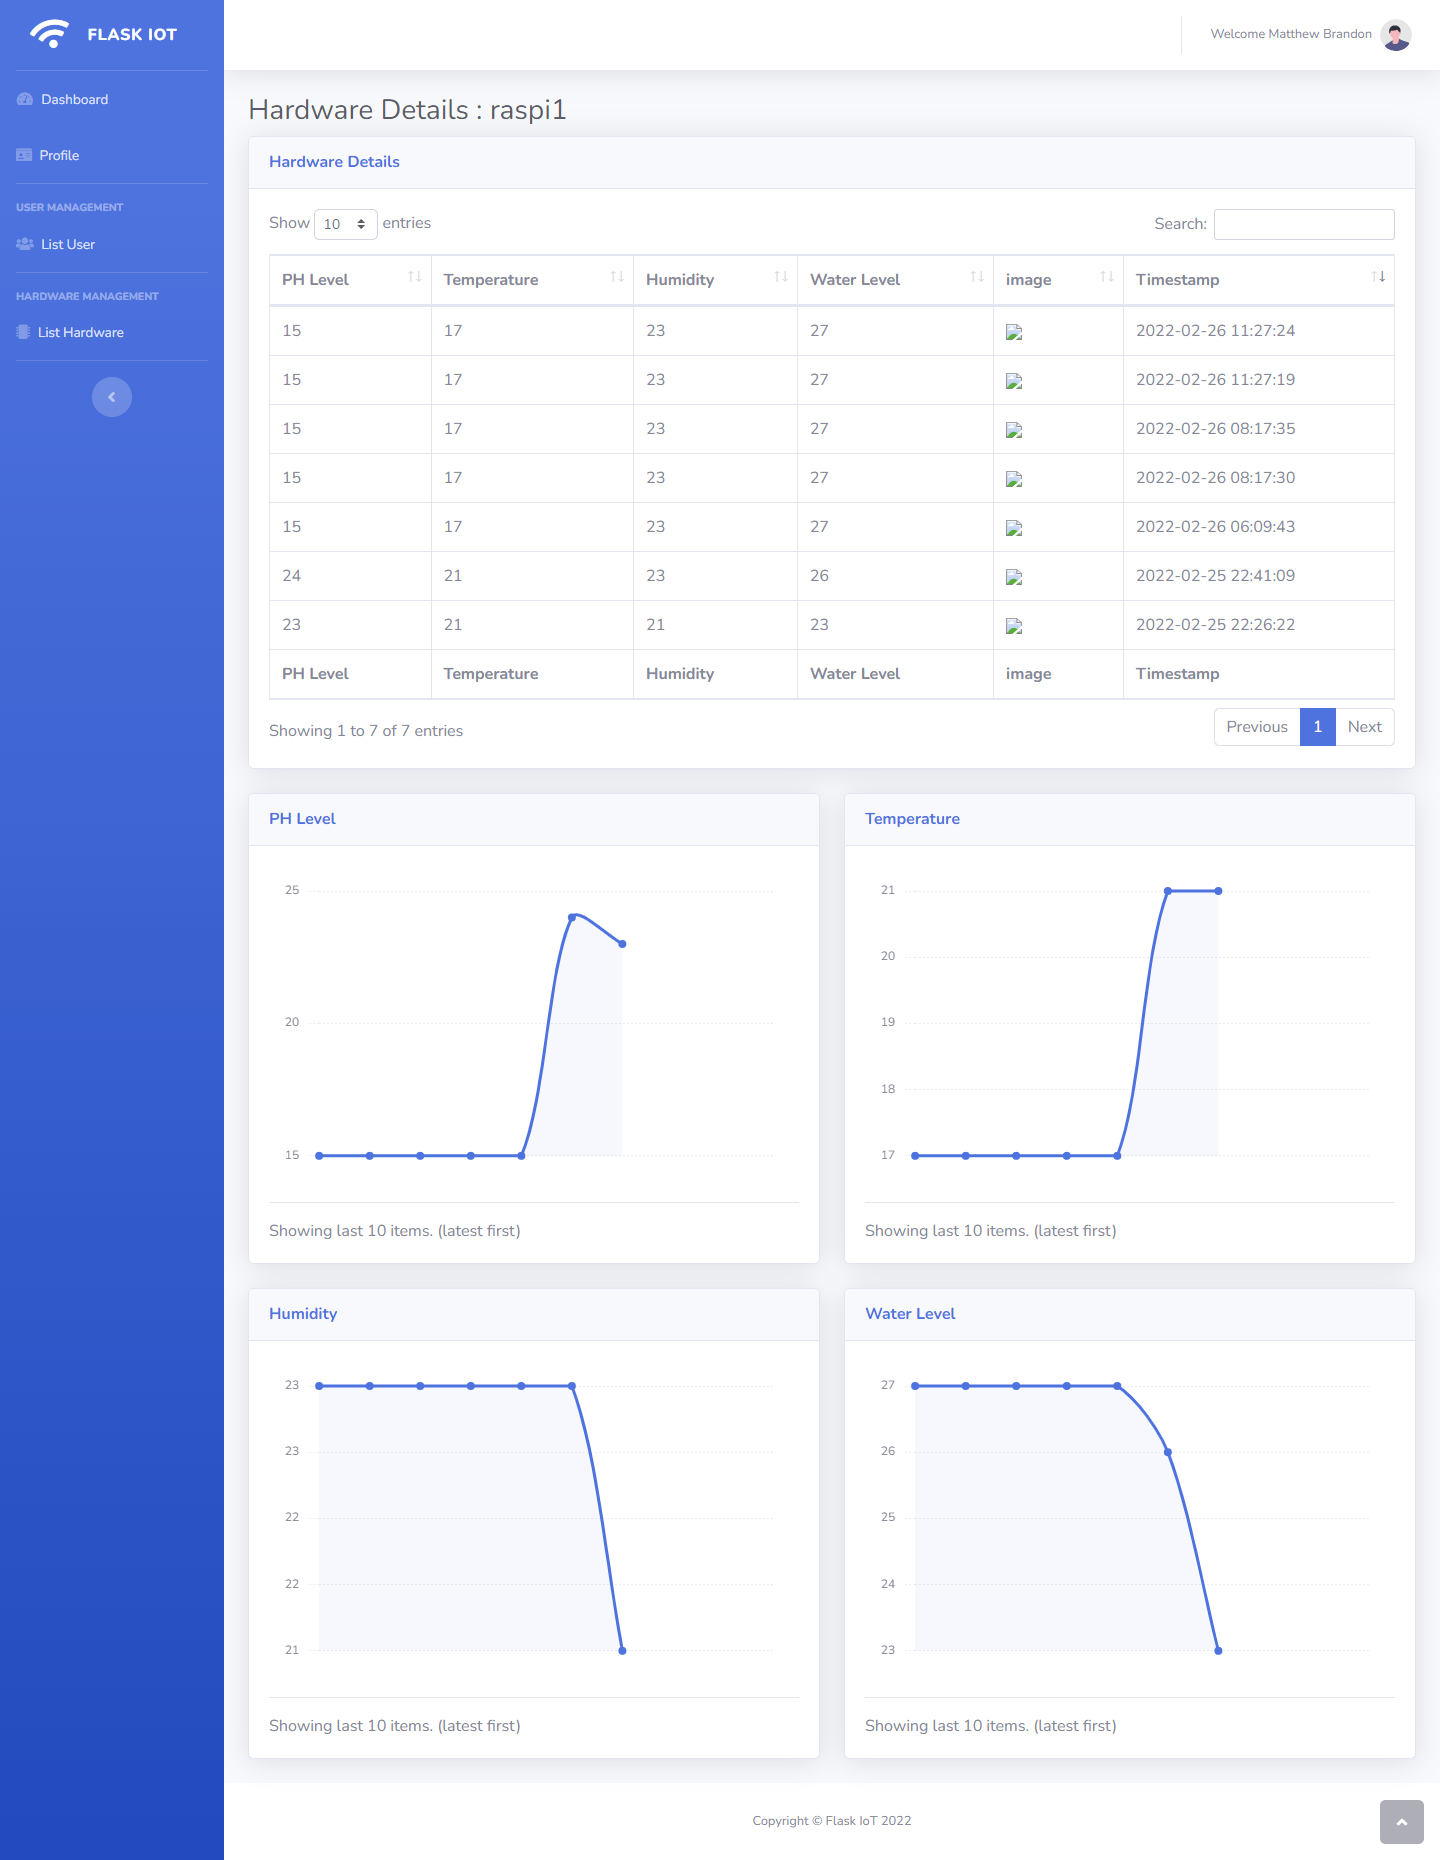 FLASK IOT
Welcome Matthew Brandon
Dashboard
Profile
USER MANAGEMENT
List User
HARDWARE MANAGEMENT
List Hardware
Hardware Details : raspi1
Hardware Details
Show 10 entries Search:
PH Level Temperature Humidity Water Level image Timestamp
15 17 23 27 2022-02-26 11:27:24
15 17 23 27 2022-02-26 11:27:19
15 17 23 27 2022-02-26 08:17:35
15 17 23 27 2022-02-26 08:17:30
15 17 23 27 2022-02-26 06:09:43
24 21 23 26 2022-02-25 22:41:09
23 21 21 23 2022-02-25 22:26:22
PH Level Temperature Humidity Water Level image Timestamp
Showing 1 to 7 of 7 entries Previous 1 Next
PH Level
25
20
15
Showing last 10 items. (latest first)
Temperature
21
20
19
18
17
Showing last 10 items. (latest first)
Humidity
23
23
22
22
21
Showing last 10 items. (latest first)
Water Level
27
26
25
24
23
Showing last 10 items. (latest first)
Copyright © Flask IoT 2022